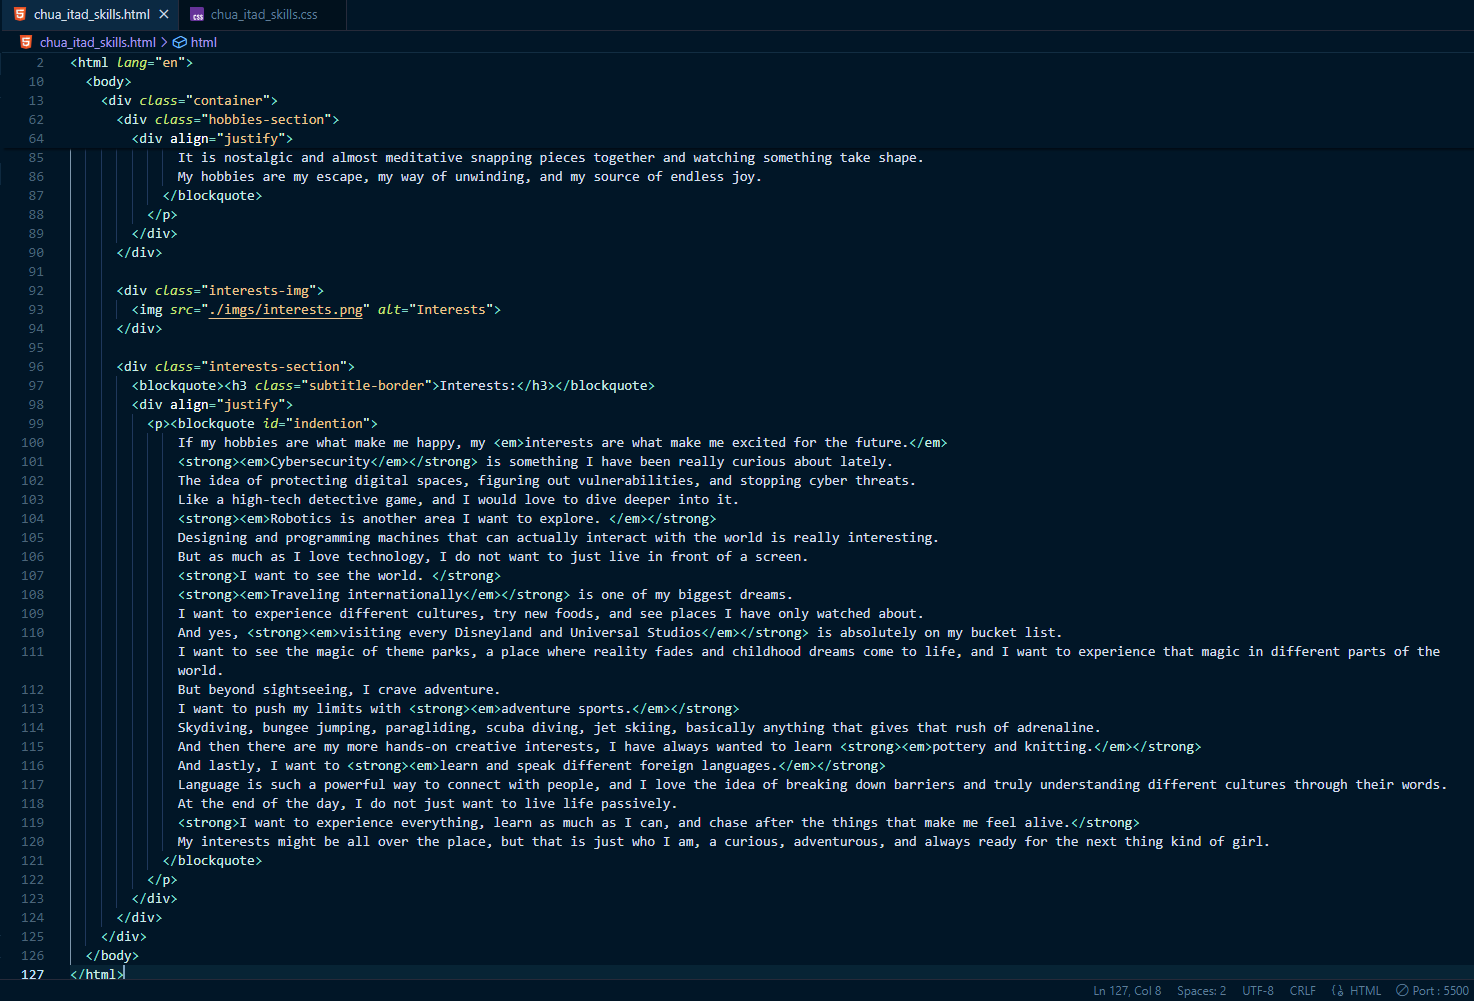 chua_itad_skills.html
chua_itad_skills.css
chua_itad_skills.html > html
2 <html lang="en">
10 <body>
13 <div class="container">
62 <div class="hobbies-section">
64 <div align="justify">
85 It is nostalgic and almost meditative snapping pieces together and watching something take shape.
86 My hobbies are my escape, my way of unwinding, and my source of endless joy.
87 </blockquote>
88 </p>
89 </div>
90 </div>
91
92 <div class="interests-img">
93 <img src="./imgs/interests.png" alt="Interests">
94 </div>
95
96 <div class="interests-section">
97 <blockquote><h3 class="subtitle-border">Interests:</h3></blockquote>
98 <div align="justify">
99 <p><blockquote id="indention">
100 If my hobbies are what make me happy, my <em>interests are what make me excited for the future.</em>
101 <strong><em>Cybersecurity</em></strong> is something I have been really curious about lately.
102 The idea of protecting digital spaces, figuring out vulnerabilities, and stopping cyber threats.
103 Like a high-tech detective game, and I would love to dive deeper into it.
104 <strong><em>Robotics is another area I want to explore. </em></strong>
105 Designing and programming machines that can actually interact with the world is really interesting.
106 But as much as I love technology, I do not want to just live in front of a screen.
107 <strong>I want to see the world. </strong>
108 <strong><em>Traveling internationally</em></strong> is one of my biggest dreams.
109 I want to experience different cultures, try new foods, and see places I have only watched about.
110 And yes, <strong><em>visiting every Disneyland and Universal Studios</em></strong> is absolutely on my bucket list.
111 I want to see the magic of theme parks, a place where reality fades and childhood dreams come to life, and I want to experience that magic in different parts of the
world.
112 But beyond sightseeing, I crave adventure.
113 I want to push my limits with <strong><em>adventure sports.</em></strong>
114 Skydiving, bungee jumping, paragliding, scuba diving, jet skiing, basically anything that gives that rush of adrenaline.
115 And then there are my more hands-on creative interests, I have always wanted to learn <strong><em>pottery and knitting.</em></strong>
116 And lastly, I want to <strong><em>learn and speak different foreign languages.</em></strong>
117 Language is such a powerful way to connect with people, and I love the idea of breaking down barriers and truly understanding different cultures through their words.
118 At the end of the day, I do not just want to live life passively.
119 <strong>I want to experience everything, learn as much as I can, and chase after the things that make me feel alive.</strong>
120 My interests might be all over the place, but that is just who I am, a curious, adventurous, and always ready for the next thing kind of girl.
121 </blockquote>
122 </p>
123 </div>
124 </div>
125 </div>
126 </body>
127 </html>
Ln 127, Col 8 Spaces: 2 UTF-8 CRLF HTML Port : 5500